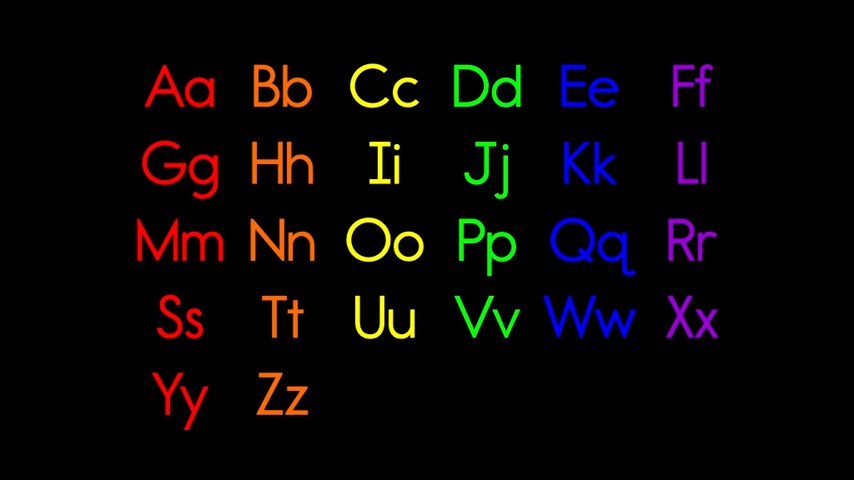 Aa Bb Cc Dd Ee Ff
Gg Hh Ii Jj Kk Ll
Mm Nn Oo Pp Qq Rr
Ss Tt Uu Vv Ww Xx
Yy Zz